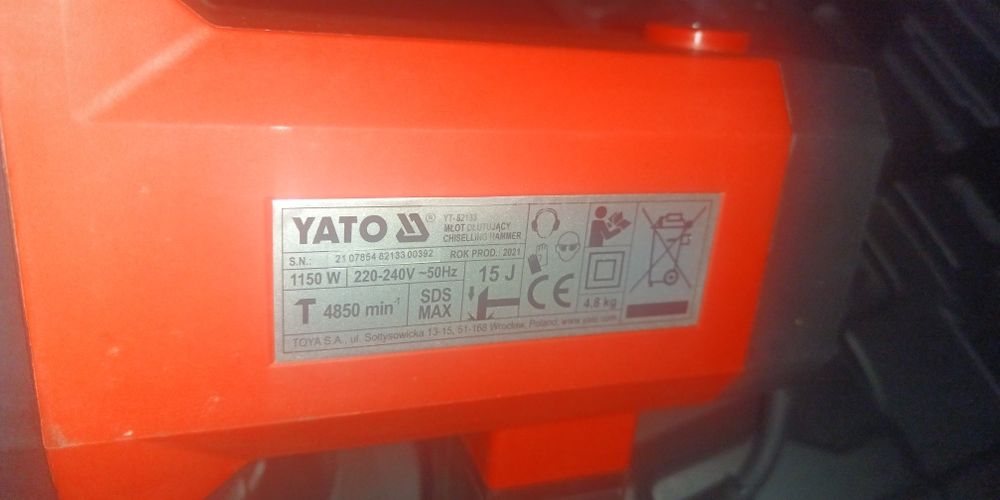 YATO ® YT-82133
MŁOT DŁUTUJĄCY
CHISELLING HAMMER
S.N.: 21 07854 82133 00392 ROK PROD.: 2021
1150 W 220-240V ~50Hz 15 J
T 4850 min⁻¹ SDS MAX
CE 4,8 kg
TOYA S.A., ul. Sołtysowicka 13-15, 51-168 Wrocław, Poland, www.yato.com